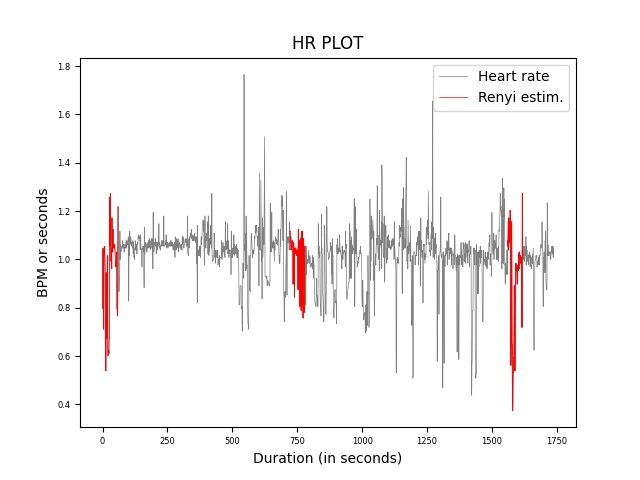 HR PLOT
Heart rate
Renyi estim.
BPM or seconds
1.8
1.6
1.4
1.2
1.0
0.8
0.6
0.4
0 250 500 750 1000 1250 1500 1750
Duration (in seconds)